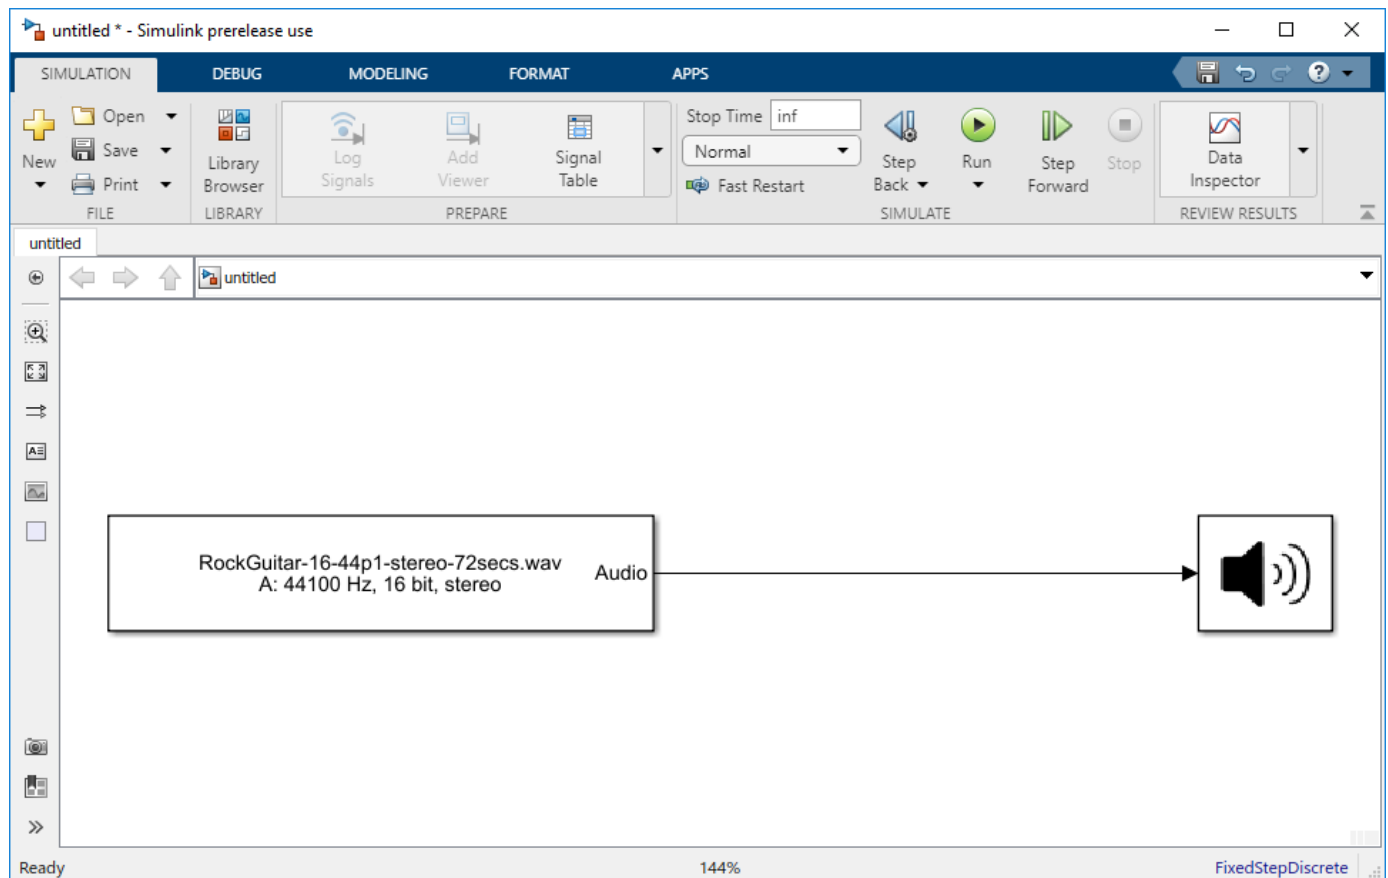 untitled * - Simulink prerelease use
SIMULATION DEBUG MODELING FORMAT APPS
New
Open
Save
Print
FILE
Library
Browser
LIBRARY
Log
Signals
Add
Viewer
Signal
Table
PREPARE
Stop Time inf
Normal
Fast Restart
Step
Back
Run
Step
Forward
Stop
SIMULATE
Data
Inspector
REVIEW RESULTS
untitled
untitled
RockGuitar-16-44p1-stereo-72secs.wav
A: 44100 Hz, 16 bit, stereo
Audio
Ready 144% FixedStepDiscrete